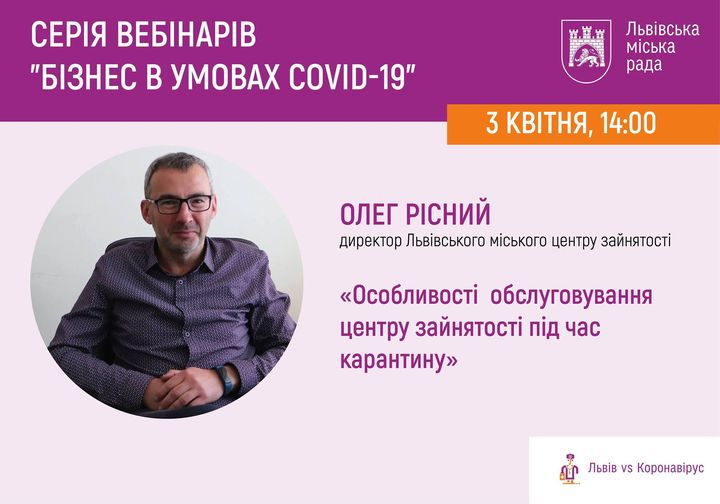 СЕРІЯ ВЕБІНАРІВ
"БІЗНЕС В УМОВАХ COVID-19"
Львівська
міська
рада
3 КВІТНЯ, 14:00
ОЛЕГ РІСНИЙ
директор Львівського міського центру зайнятості
«Особливості обслуговування
центру зайнятості під час
карантину»
Львів vs Коронавірус